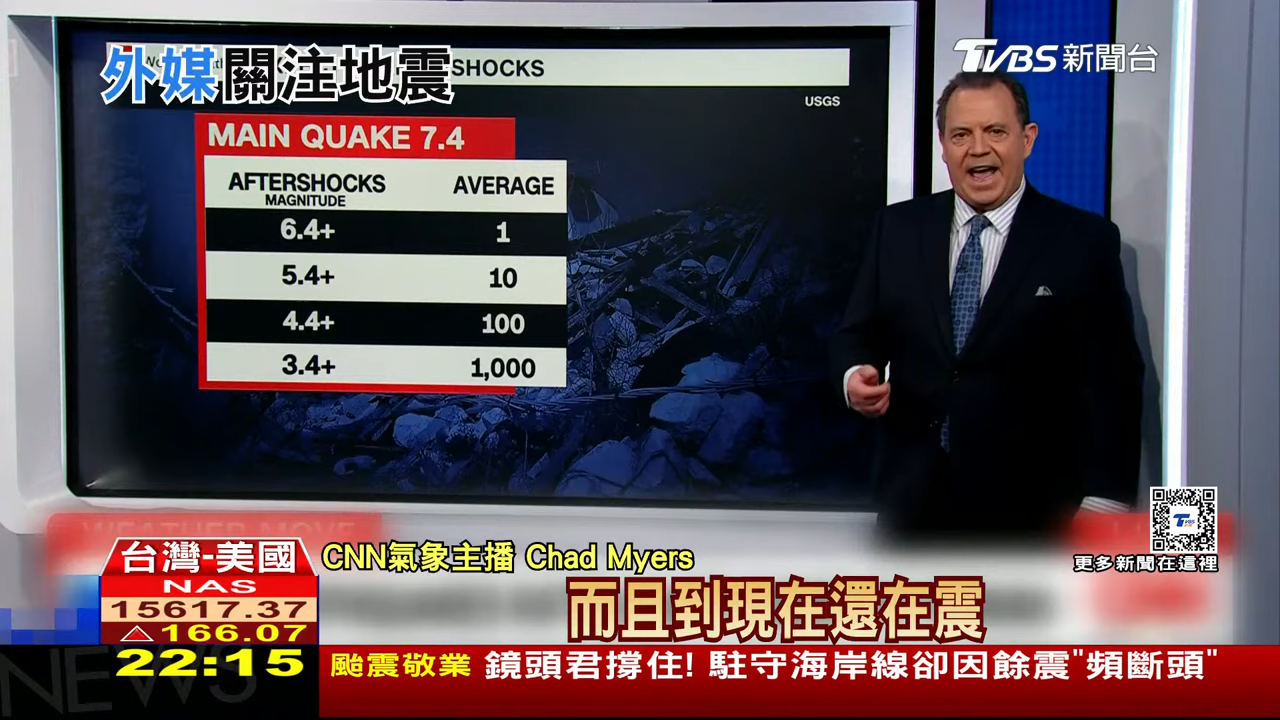 外媒關注地震
SHOCKS
TVBS新聞台
USGS
MAIN QUAKE 7.4
AFTERSHOCKS AVERAGE
MAGNITUDE
6.4+ 1
5.4+ 10
4.4+ 100
3.4+ 1,000
TVBS
更多新聞在這裡
台灣-美國
CNN氣象主播 Chad Myers
NAS
15617.37
而且到現在還在震
166.07
22:15
颱震敬業 鏡頭君撐住! 駐守海岸線卻因餘震"頻斷頭"
NEWS